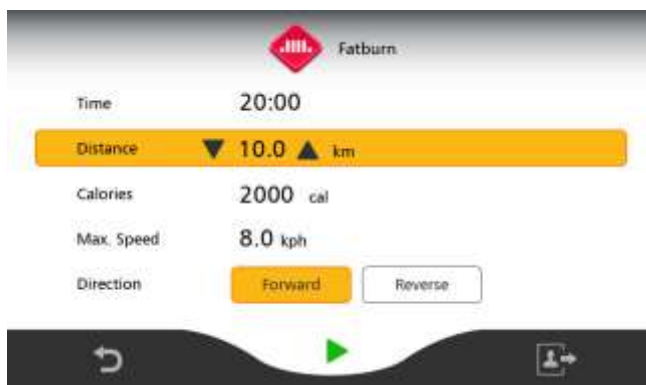 Fatburn
Time 20:00
Distance ▼ 10.0 ▲ km
Calories 2000 cal
Max. Speed 8.0 kph
Direction Forward Reverse